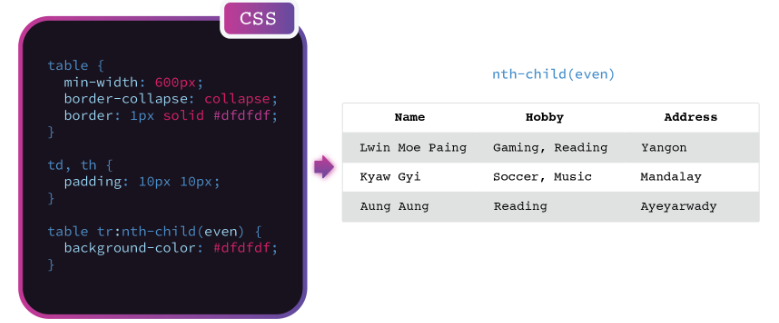 CSS
table {
  min-width: 600px;
  border-collapse: collapse;
  border: 1px solid #dfdfdf;
}
td, th {
  padding: 10px 10px;
}
table tr:nth-child(even) {
  background-color: #dfdfdf;
}
nth-child(even)
Name Hobby Address
Lwin Moe Paing Gaming, Reading Yangon
Kyaw Gyi Soccer, Music Mandalay
Aung Aung Reading Ayeyarwady